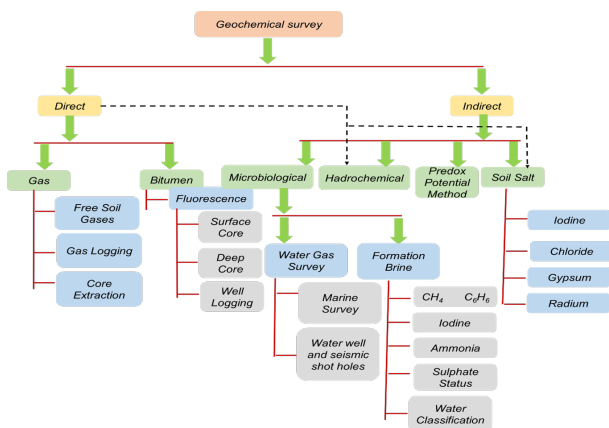 Geochemical survey
Direct
Indirect
Gas
Bitumen
Microbiological
Hadrochemical
Predox
Potential
Method
Soil Salt
Free Soil
Gases
Gas Logging
Core
Extraction
Fluorescence
Surface
Core
Deep
Core
Well
Logging
Water Gas
Survey
Marine
Survey
Water well
and seismic
shot holes
Formation
Brine
CH₄ C₆H₆
Iodine
Ammonia
Sulphate
Status
Water
Classification
Iodine
Chloride
Gypsum
Radium